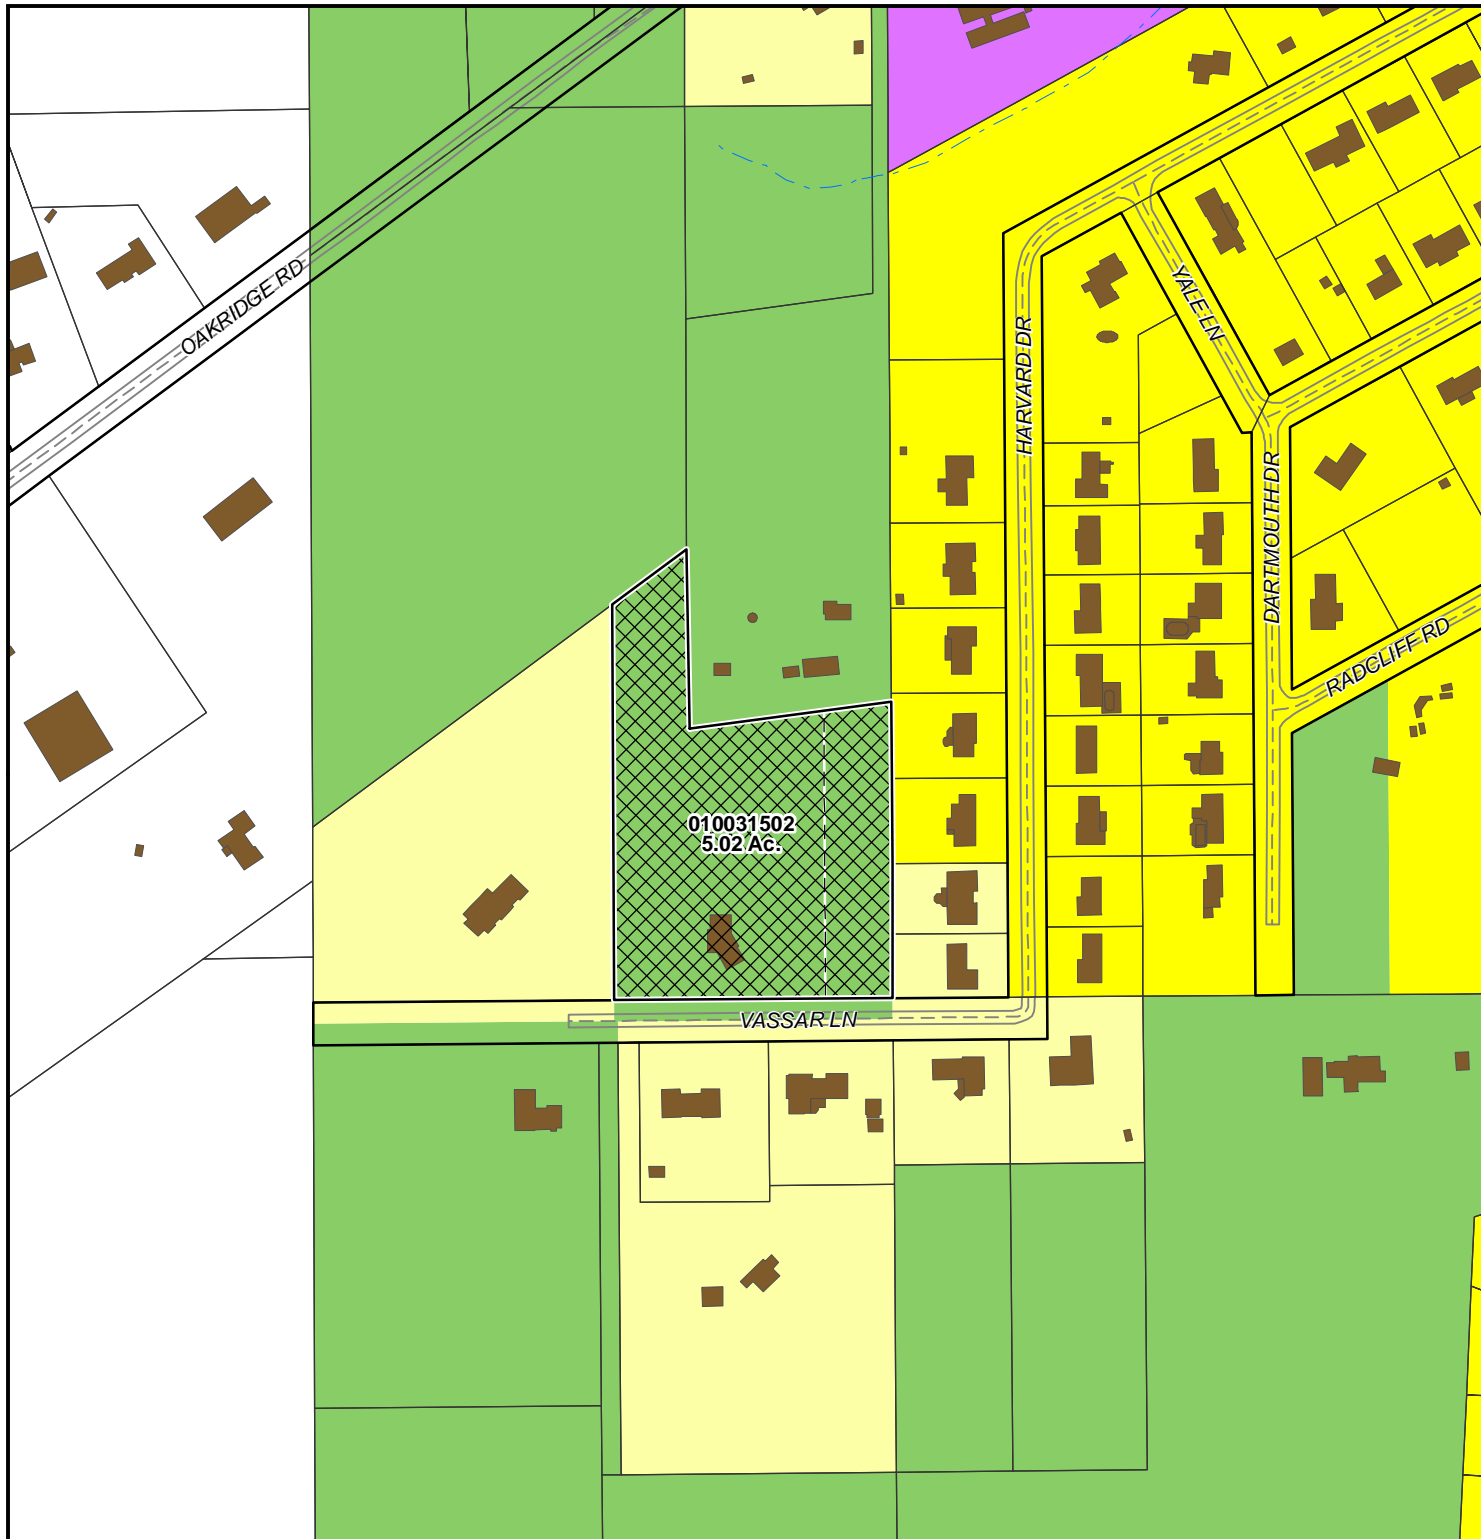 OAKRIDGE RD
YALE LN
HARVARD DR
DARTMOUTH DR
RADCLIFF RD
010031502
5.02 Ac.
VASSAR LN